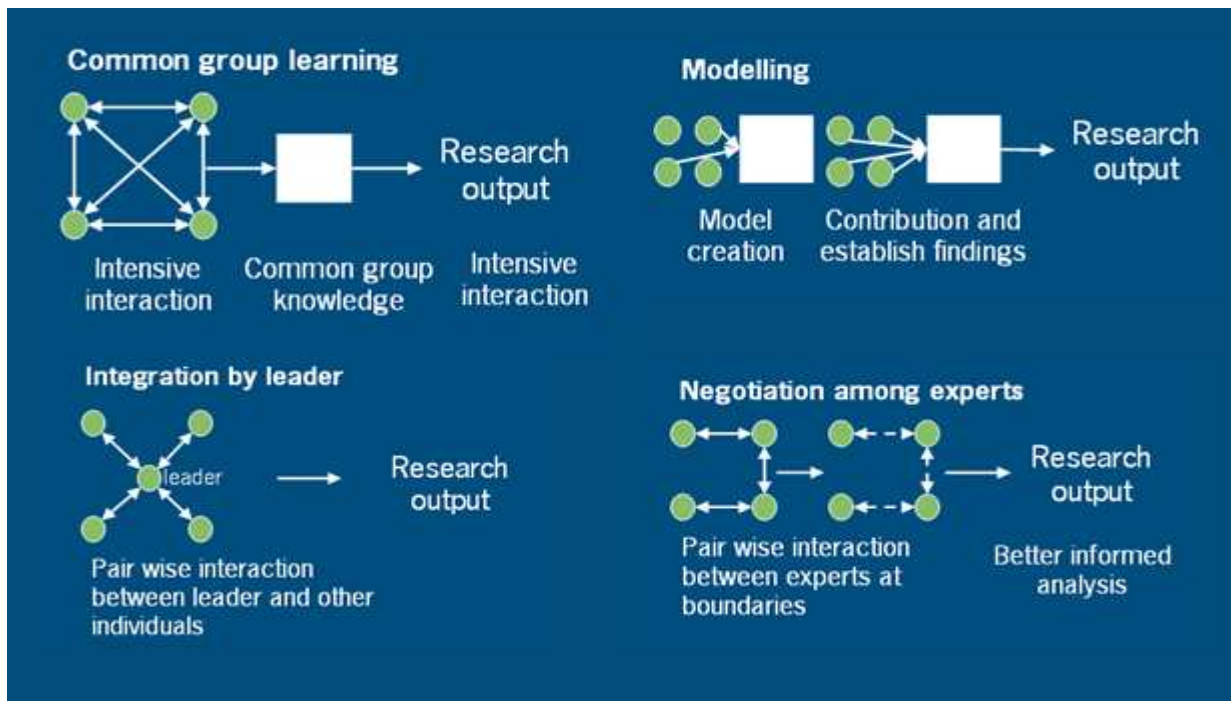 Common group learning
Research
output
Intensive
interaction
Common group
knowledge
Intensive
interaction
Modelling
Research
output
Model
creation
Contribution and
establish findings
Integration by leader
leader
Research
output
Pair wise interaction
between leader and other
individuals
Negotiation among experts
Research
output
Pair wise interaction
between experts at
boundaries
Better informed
analysis